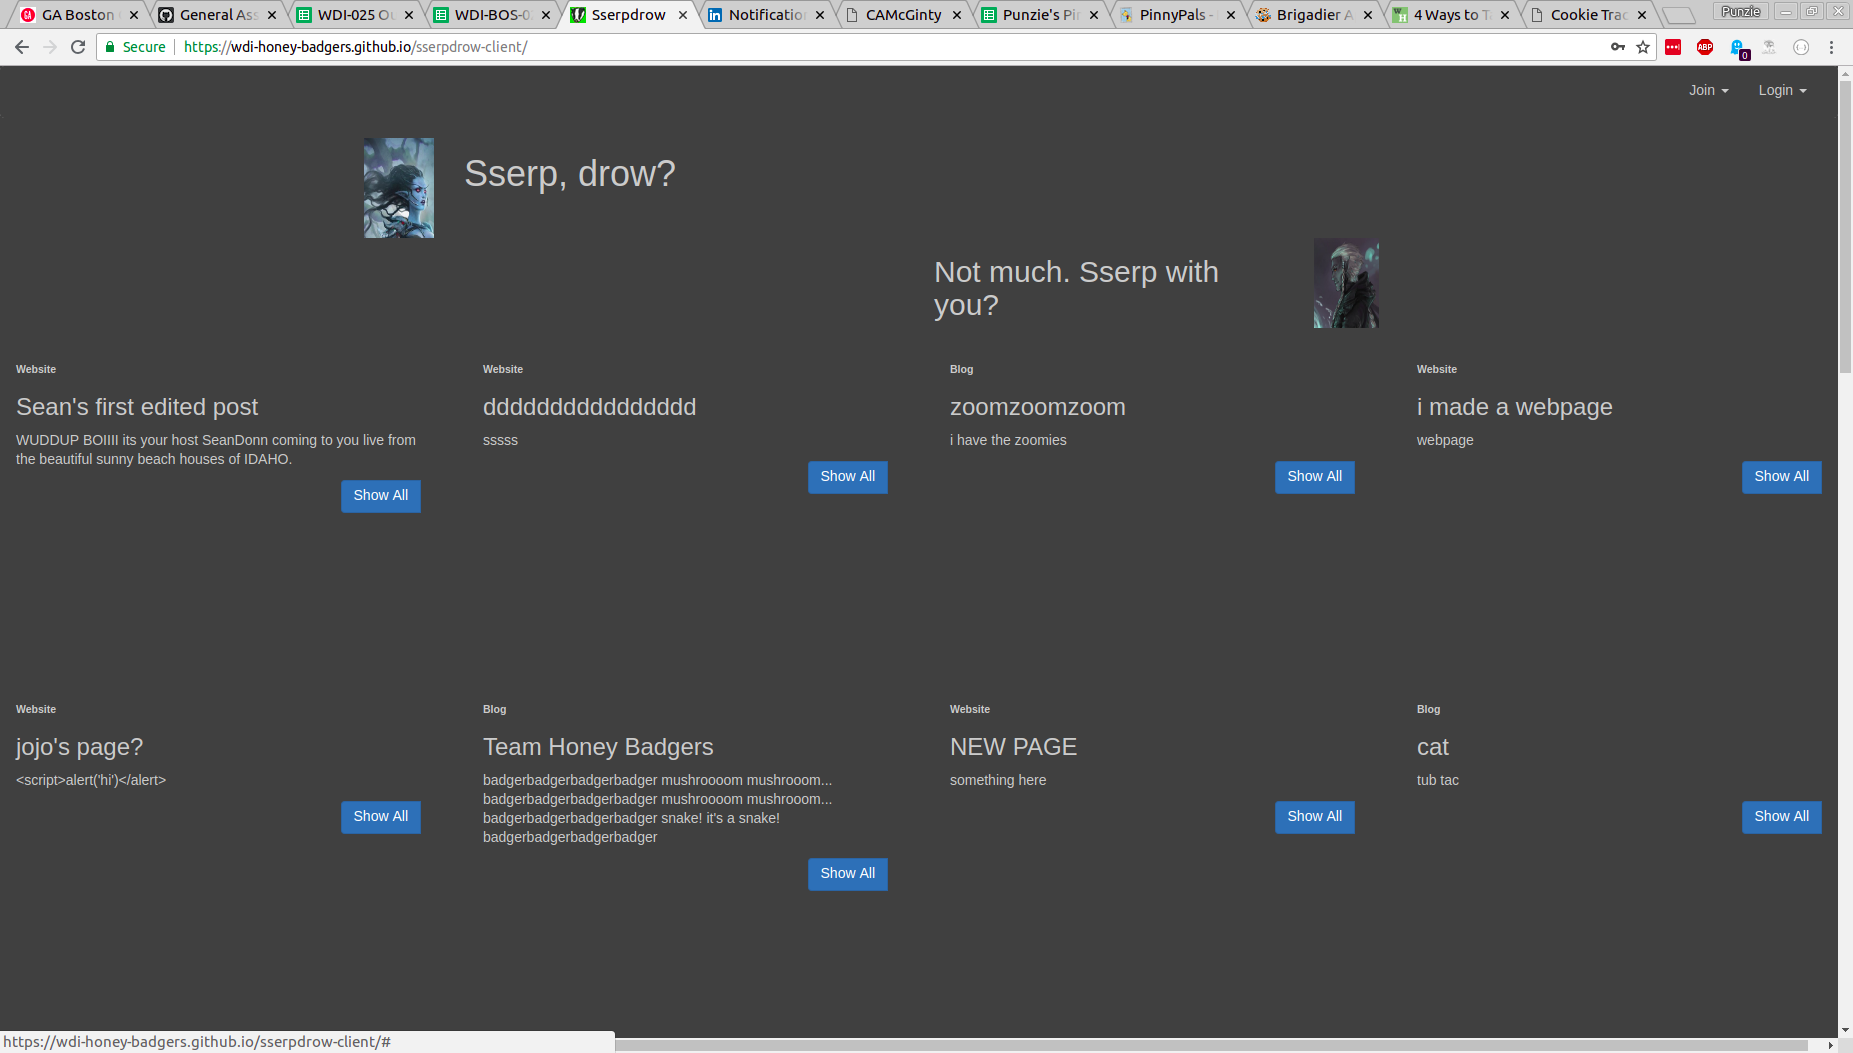 GA Boston
General Ass
WDI-025 Ou
WDI-BOS-0
Sserpdrow
Notification
CAMcGinty
Punzie's Pi
PinnyPals -
Brigadier A
4 Ways to T
Cookie Trac
Punzie
Secure https://wdi-honey-badgers.github.io/sserpdrow-client/
ABP
0
Join
Login
Sserp, drow?
Not much. Sserp with
you?
Website
Sean's first edited post
WUDDUP BOIIII its your host SeanDonn coming to you live from
the beautiful sunny beach houses of IDAHO.
Show All
Website
dddddddddddddddd
sssss
Show All
Blog
zoomzoomzoom
i have the zoomies
Show All
Website
i made a webpage
webpage
Show All
Website
jojo's page?
<script>alert('hi')</alert>
Show All
Blog
Team Honey Badgers
badgerbadgerbadgerbadger mushroooom mushrooom...
badgerbadgerbadgerbadger mushroooom mushrooom...
badgerbadgerbadgerbadger snake! it's a snake!
badgerbadgerbadgerbadger
Show All
Website
NEW PAGE
something here
Show All
Blog
cat
tub tac
Show All
https://wdi-honey-badgers.github.io/sserpdrow-client/#